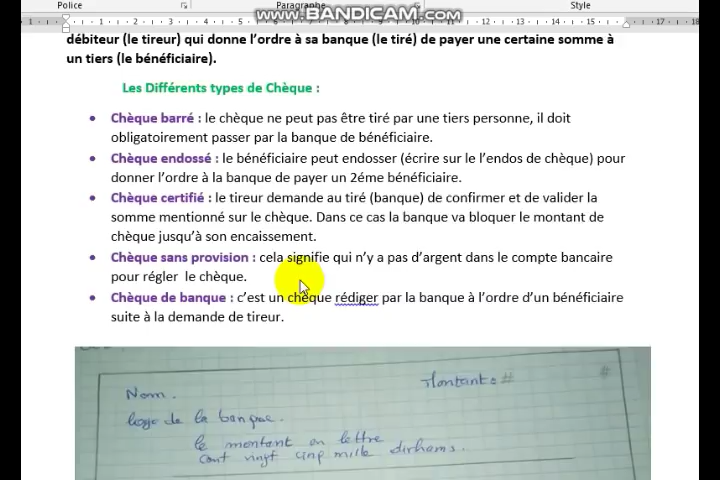 Police Paragraphe Style
WWW.BANDICAM.COM
débiteur (le tireur) qui donne l'ordre à sa banque (le tiré) de payer une certaine somme à
un tiers (le bénéficiaire).
Les Différents types de Chèque :
• Chèque barré : le chèque ne peut pas être tiré par une tiers personne, il doit
obligatoirement passer par la banque de bénéficiaire.
• Chèque endossé : le bénéficiaire peut endosser (écrire sur le l'endos de chèque) pour
donner l'ordre à la banque de payer un 2éme bénéficiaire.
• Chèque certifié : le tireur demande au tiré (banque) de confirmer et de valider la
somme mentionné sur le chèque. Dans ce cas la banque va bloquer le montant de
chèque jusqu'à son encaissement.
• Chèque sans provision : cela signifie qui n'y a pas d'argent dans le compte bancaire
pour régler le chèque.
• Chèque de banque : c'est un chèque rédiger par la banque à l'ordre d'un bénéficiaire
suite à la demande de tireur.
Nom. Montant: # #
logo de la banque.
le montant en lettre
cent vingt cinq mille dirhams.